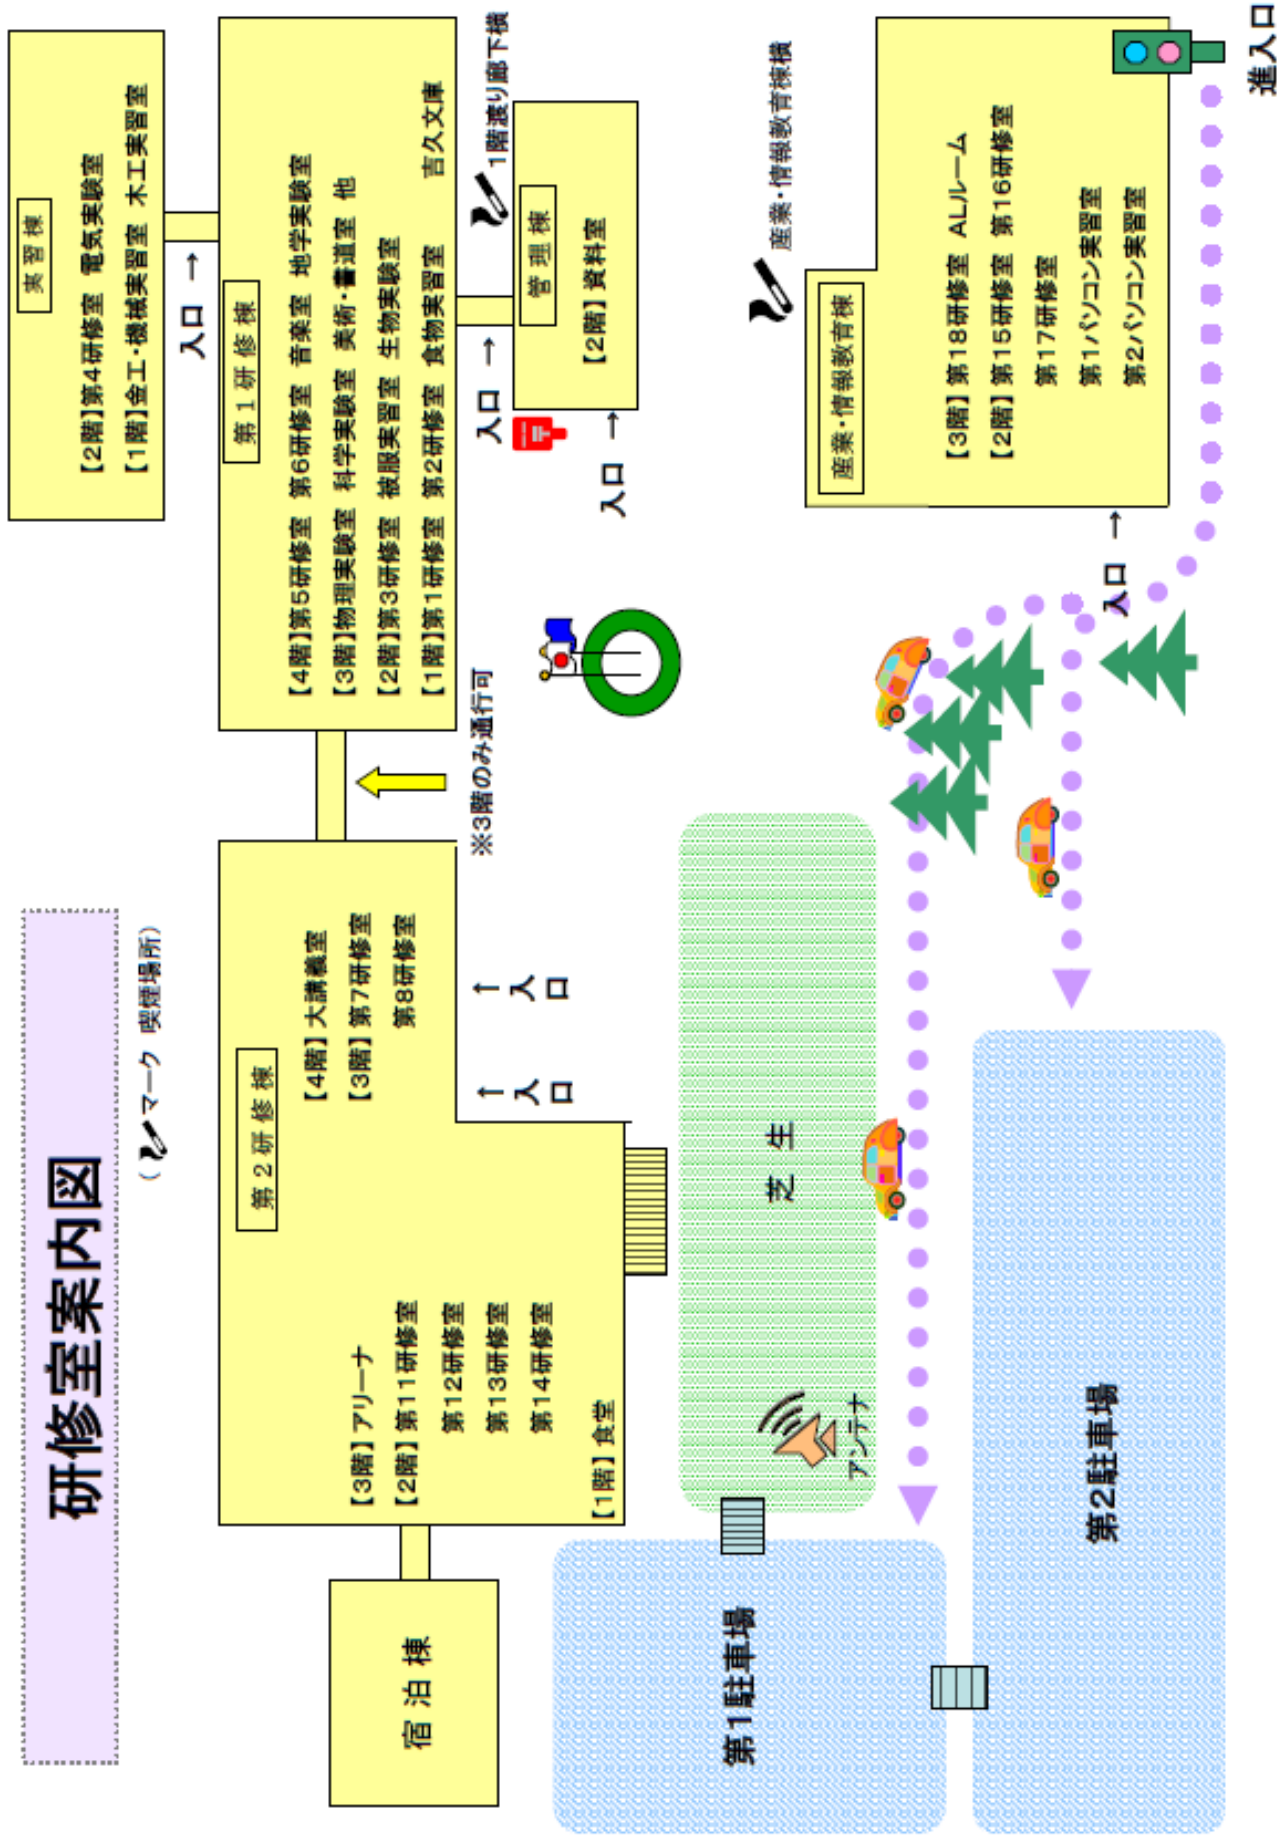 研修室案内図
(マーク 喫煙場所)
宿泊棟
第2研修棟
【4階】大講義室
【3階】第7研修室
第8研修室
【3階】アリーナ
【2階】第11研修室
第12研修室
第13研修室
第14研修室
【1階】食堂
↑
入口
↑
入口
※3階のみ通行可
実習棟
【2階】第4研修室 電気実験室
【1階】金工・機械実習室 木工実習室
入口 →
第1研修棟
【4階】第5研修室 第6研修室 音楽室 地学実験室
【3階】物理実験室 科学実験室 美術・書道室 他
【2階】第3研修室 被服実習室 生物実験室
【1階】第1研修室 第2研修室 食物実習室 吉久文庫
入口 →
1階渡り廊下横
管理棟
【2階】資料室
入口 →
産業・情報教育棟横
産業・情報教育棟
【3階】第18研修室 ALルーム
【2階】第15研修室 第16研修室
第17研修室
第1パソコン実習室
第2パソコン実習室
入口 →
芝生
アンテナ
第1駐車場
第2駐車場
進入口